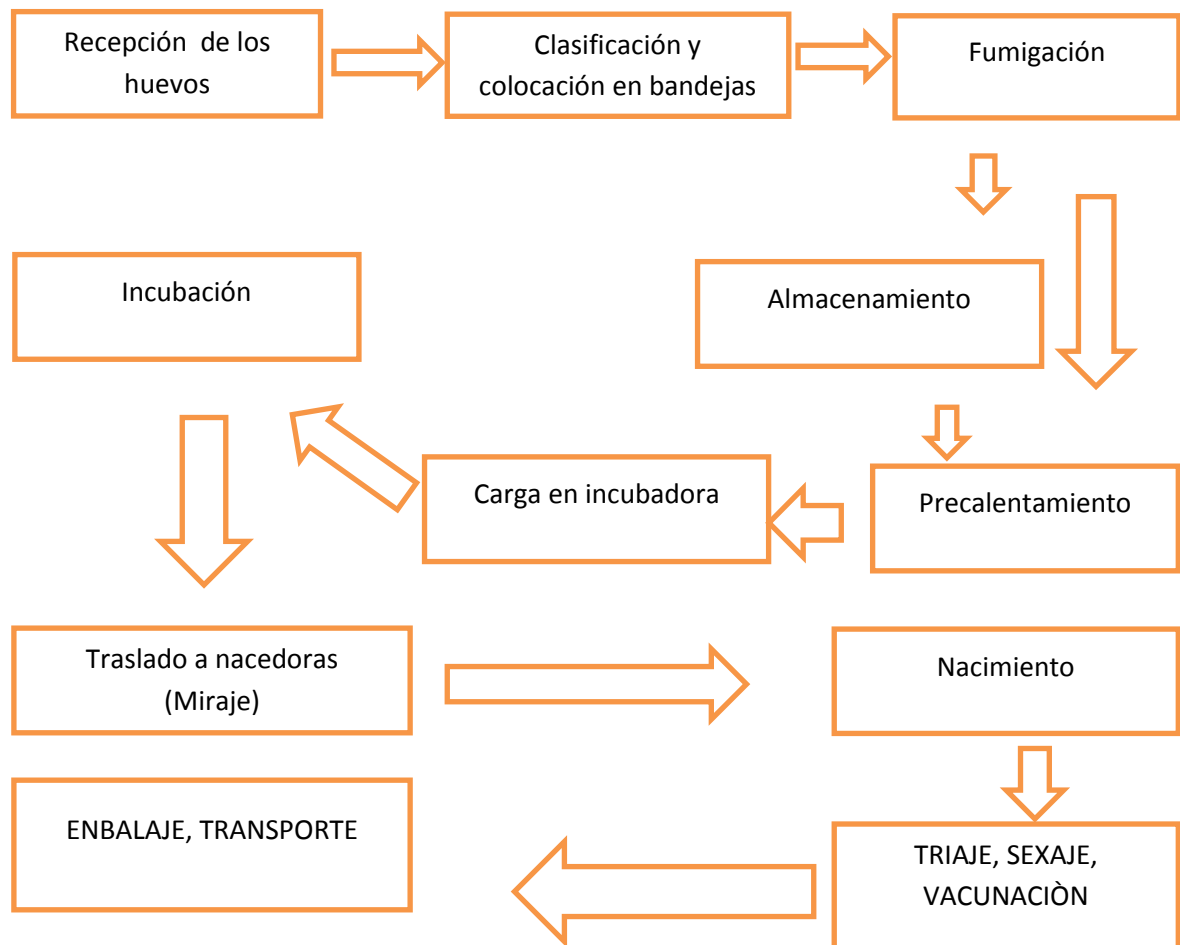 Recepción  de los
huevos
Clasificación y
colocación en bandejas
Fumigación
Almacenamiento
Precalentamiento
Carga en incubadora
Incubación
Traslado a nacedoras
(Miraje)
Nacimiento
TRIAJE, SEXAJE,
VACUNACIÒN
ENBALAJE, TRANSPORTE